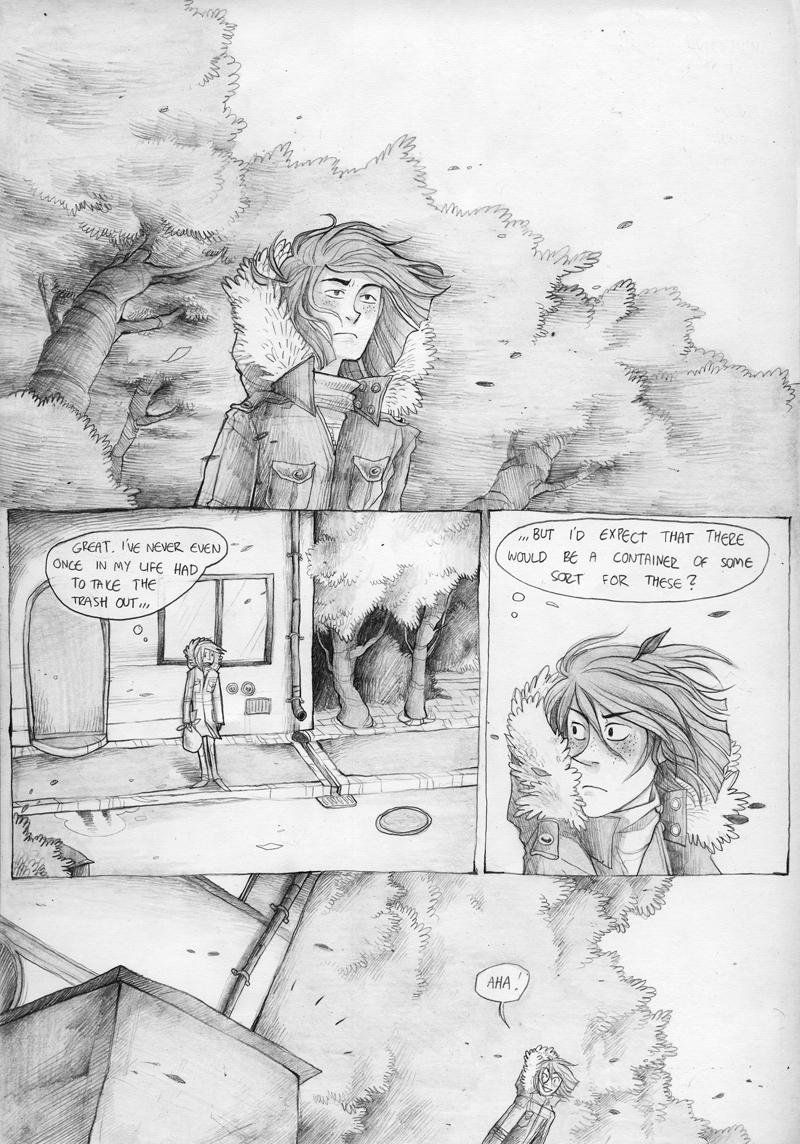 GREAT. I'VE NEVER EVEN
ONCE IN MY LIFE HAD
TO TAKE THE
TRASH OUT...
...BUT I'D EXPECT THAT THERE
WOULD BE A CONTAINER OF SOME
SORT FOR THESE?
AHA!